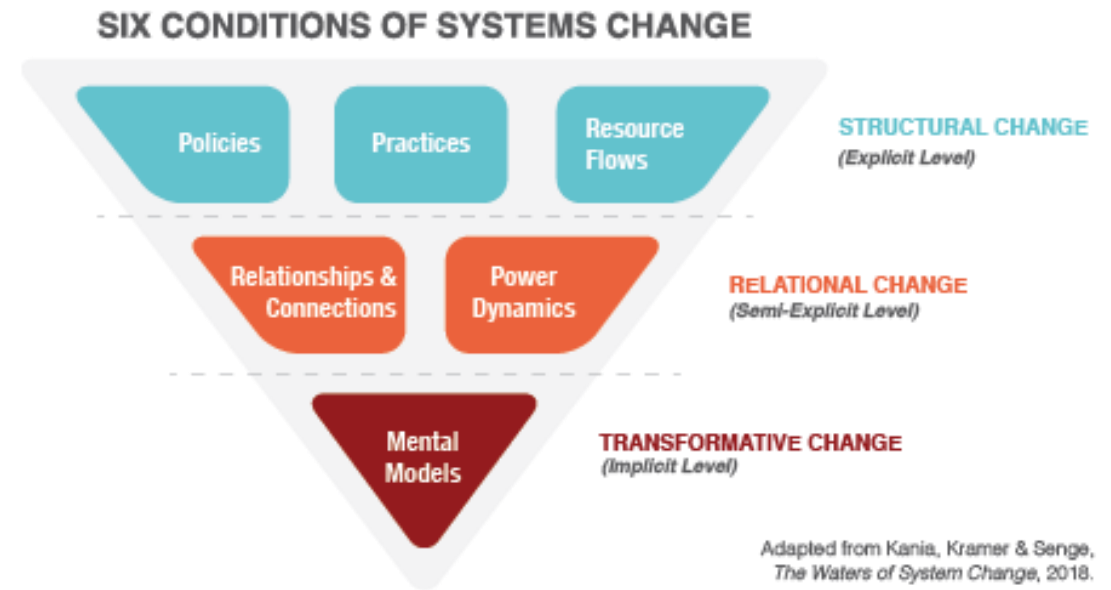 SIX CONDITIONS OF SYSTEMS CHANGE
Policies
Practices
Resource
Flows
STRUCTURAL CHANGE
(Explicit Level)
Relationships &
Connections
Power
Dynamics
RELATIONAL CHANGE
(Semi-Explicit Level)
Mental
Models
TRANSFORMATIVE CHANGE
(Implicit Level)
Adapted from Kania, Kramer & Senge,
The Waters of System Change, 2018.